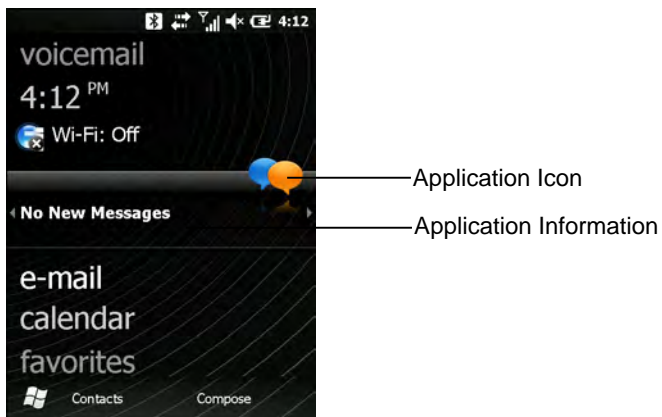 4:12
voicemail
4:12 PM
Wi-Fi: Off
Application Icon
No New Messages
Application Information
e-mail
calendar
favorites
Contacts Compose